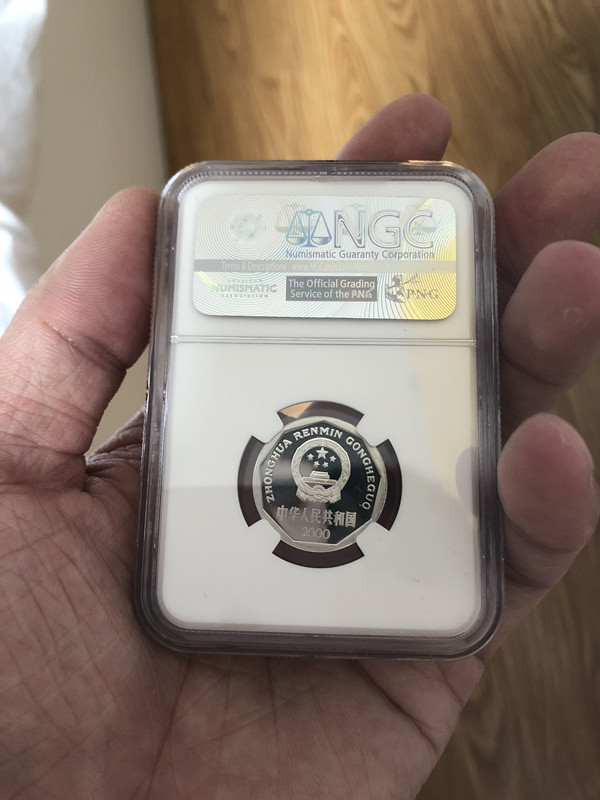 NGC
Numismatic Guaranty Corporation
NUMISMATIC
ASSOCIATION
The Official Grading
Service of the PNG
PNG
ZHONGHUA RENMIN GONGHEGUO
中华人民共和国
2000